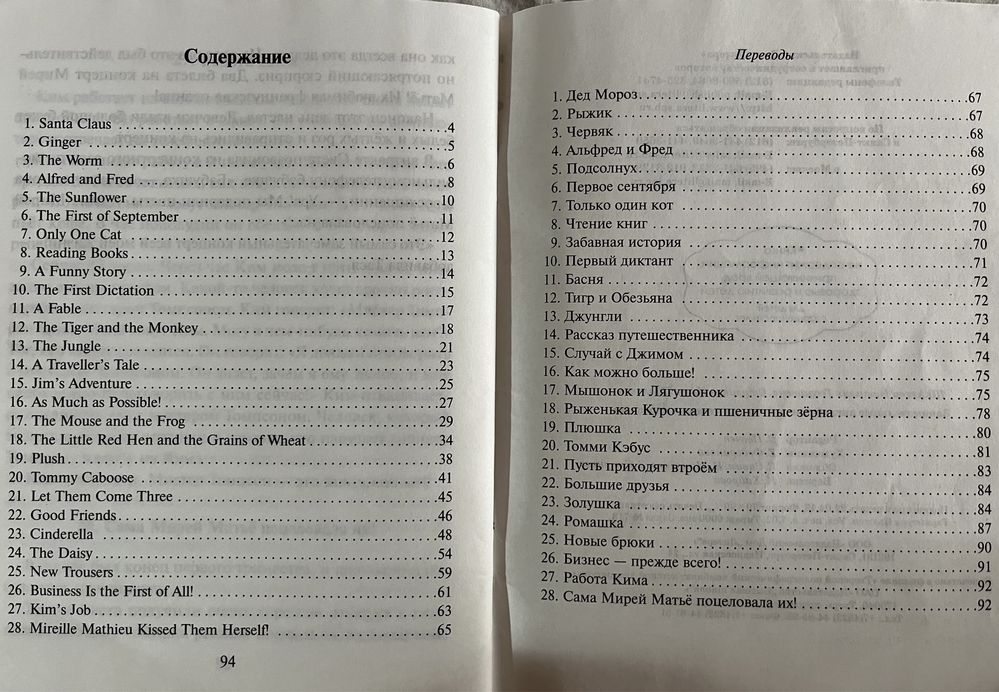 Содержание
1. Santa Claus ........ 4
2. Ginger ........ 5
3. The Worm ........ 6
4. Alfred and Fred ........ 8
5. The Sunflower ........ 10
6. The First of September ........ 11
7. Only One Cat ........ 12
8. Reading Books ........ 13
9. A Funny Story ........ 14
10. The First Dictation ........ 15
11. A Fable ........ 17
12. The Tiger and the Monkey ........ 18
13. The Jungle ........ 21
14. A Traveller's Tale ........ 23
15. Jim's Adventure ........ 25
16. As Much as Possible! ........ 27
17. The Mouse and the Frog ........ 29
18. The Little Red Hen and the Grains of Wheat ........ 34
19. Plush ........ 38
20. Tommy Caboose ........ 41
21. Let Them Come Three ........ 45
22. Good Friends ........ 46
23. Cinderella ........ 48
24. The Daisy ........ 54
25. New Trousers ........ 59
26. Business Is the First of All! ........ 61
27. Kim's Job ........ 63
28. Mireille Mathieu Kissed Them Herself! ........ 65
94
Переводы
1. Дед Мороз ........ 67
2. Рыжик ........ 67
3. Червяк ........ 68
4. Альфред и Фред ........ 68
5. Подсолнух ........ 69
6. Первое сентября ........ 69
7. Только один кот ........ 70
8. Чтение книг ........ 70
9. Забавная история ........ 70
10. Первый диктант ........ 71
11. Басня ........ 72
12. Тигр и Обезьяна ........ 72
13. Джунгли ........ 73
14. Рассказ путешественника ........ 74
15. Случай с Джимом ........ 74
16. Как можно больше! ........ 75
17. Мышонок и Лягушонок ........ 75
18. Рыженькая Курочка и пшеничные зёрна ........ 78
19. Плюшка ........ 80
20. Томми Кэбус ........ 81
21. Пусть приходят втроём ........ 83
22. Большие друзья ........ 84
23. Золушка ........ 84
24. Ромашка ........ 87
25. Новые брюки ........ 90
26. Бизнес — прежде всего! ........ 91
27. Работа Кима ........ 92
28. Сама Мирей Матьё поцеловала их! ........ 92